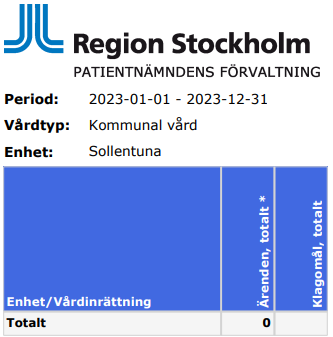 Region Stockholm
PATIENTNÄMNDENS FÖRVALTNING
Period: 2023-01-01 - 2023-12-31
Vårdtyp: Kommunal vård
Enhet: Sollentuna
Enhet/Vårdinrättning Ärenden, totalt * Klagomål, totalt
Totalt 0